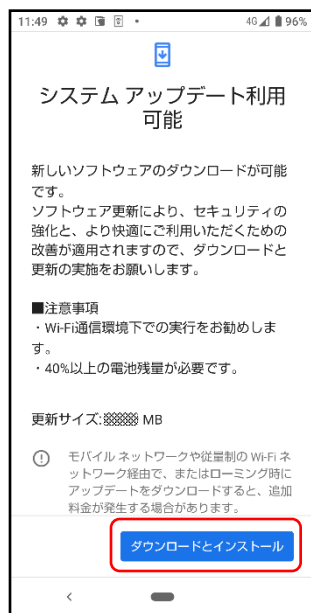 11:49 4G 96%
システム アップデート利用
可能
新しいソフトウェアのダウンロードが可能
です。
ソフトウェア更新により、セキュリティの
強化と、より快適にご利用いただくための
改善が適用されますので、ダウンロードと
更新の実施をお願いします。
■注意事項
・Wi-Fi通信環境下での実行をお勧めしま
す。
・40%以上の電池残量が必要です。
更新サイズ: MB
モバイル ネットワークや従量制の Wi-Fi ネ
ットワーク経由で、またはローミング時に
アップデートをダウンロードすると、追加
料金が発生する場合があります。
ダウンロードとインストール